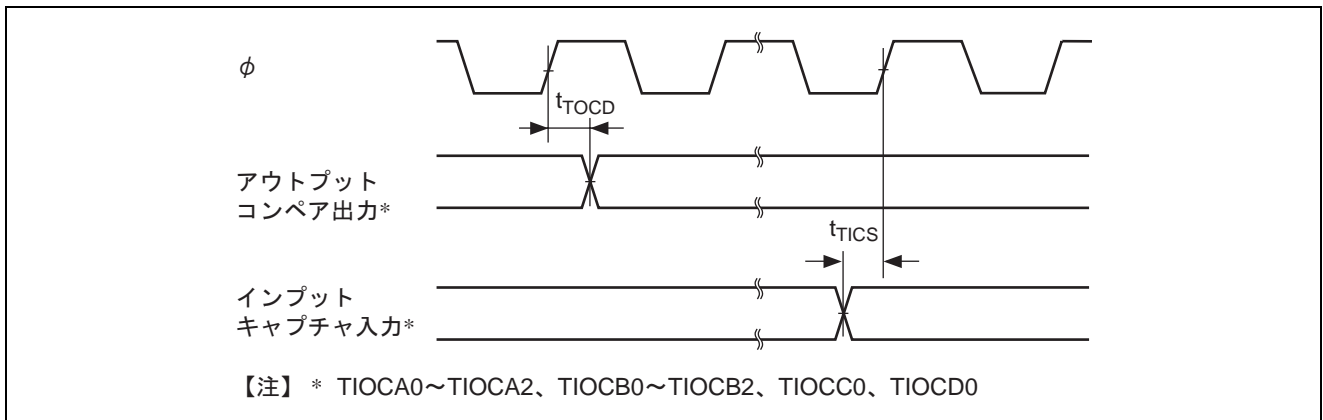 φ
tTOCD
アウトプット
コンペア出力*
tTICS
インプット
キャプチャ入力*
【注】 * TIOCA0～TIOCA2、TIOCB0～TIOCB2、TIOCC0、TIOCD0